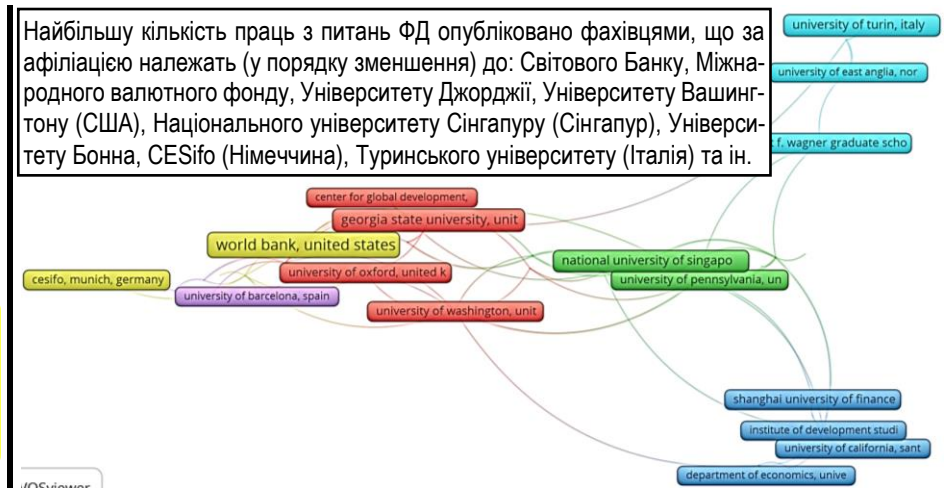 Найбільшу кількість праць з питань ФД опубліковано фахівцями, що за
афіліацією належать (у порядку зменшення) до: Світового Банку, Міжна-
родного валютного фонду, Університету Джорджії, Університету Вашинг-
тону (США), Національного університету Сінгапуру (Сінгапур), Універси-
тету Бонна, CESifo (Німеччина), Туринського університету (Італія) та ін.
university of turin, italy
university of east anglia, nor
f. wagner graduate scho
center for global development,
georgia state university, unit
world bank, united states
national university of singapo
cesifo, munich, germany
university of oxford, united k
university of pennsylvania, un
university of barcelona, spain
university of washington, unit
shanghai university of finance
institute of development studi
university of california, sant
department of economics, unive